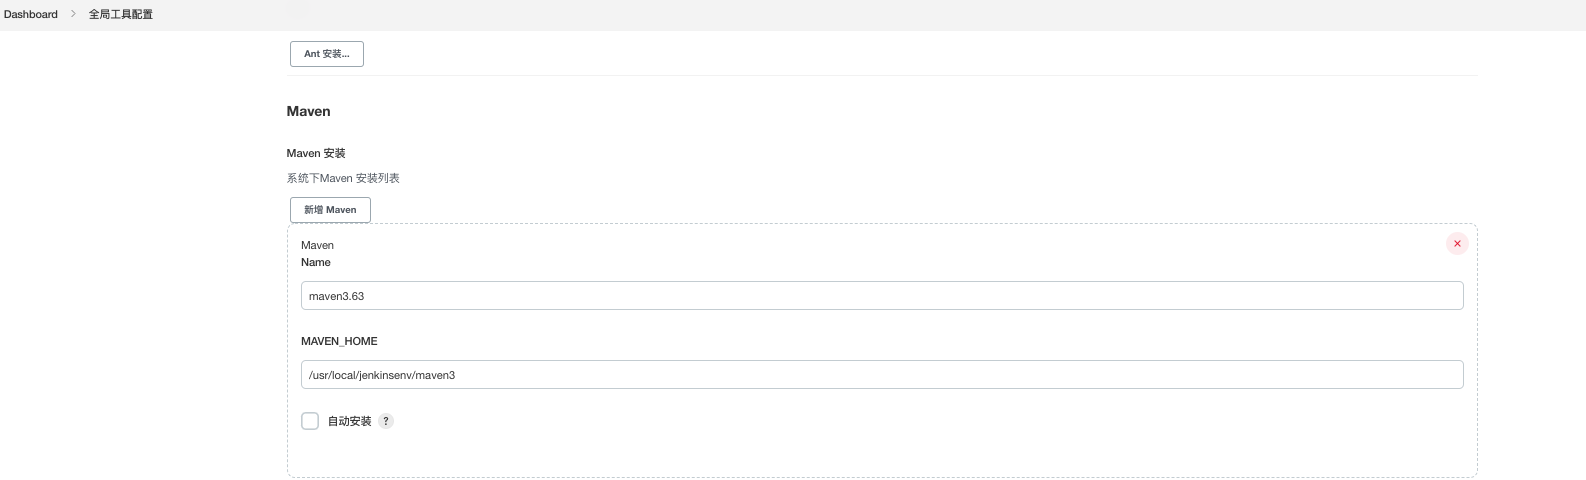 Dashboard > 全局工具配置
Ant 安装...
Maven
Maven 安装
系统下Maven 安装列表
新增 Maven
Maven
Name
maven3.63
MAVEN_HOME
/usr/local/jenkinsenv/maven3
自动安装 ?